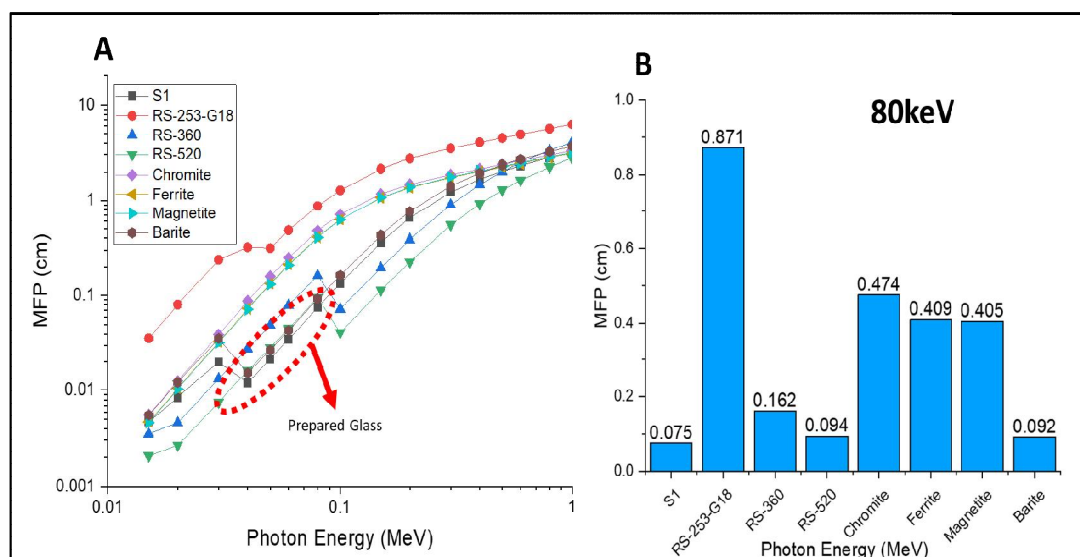 A
MFP (cm)
10
1
0.1
0.01
0.001
S1
RS-253-G18
RS-360
RS-520
Chromite
Ferrite
Magnetite
Barite
Prepared Glass
0.01
0.1
1
Photon Energy (MeV)
B
80keV
MFP (cm)
1.0
0.8
0.6
0.4
0.2
0.0
0.075
0.871
0.162
0.094
0.474
0.409
0.405
0.092
S1
RS-253-G18
RS-360
RS-520
Chromite
Ferrite
Magnetite
Barite
Photon Energy (MeV)